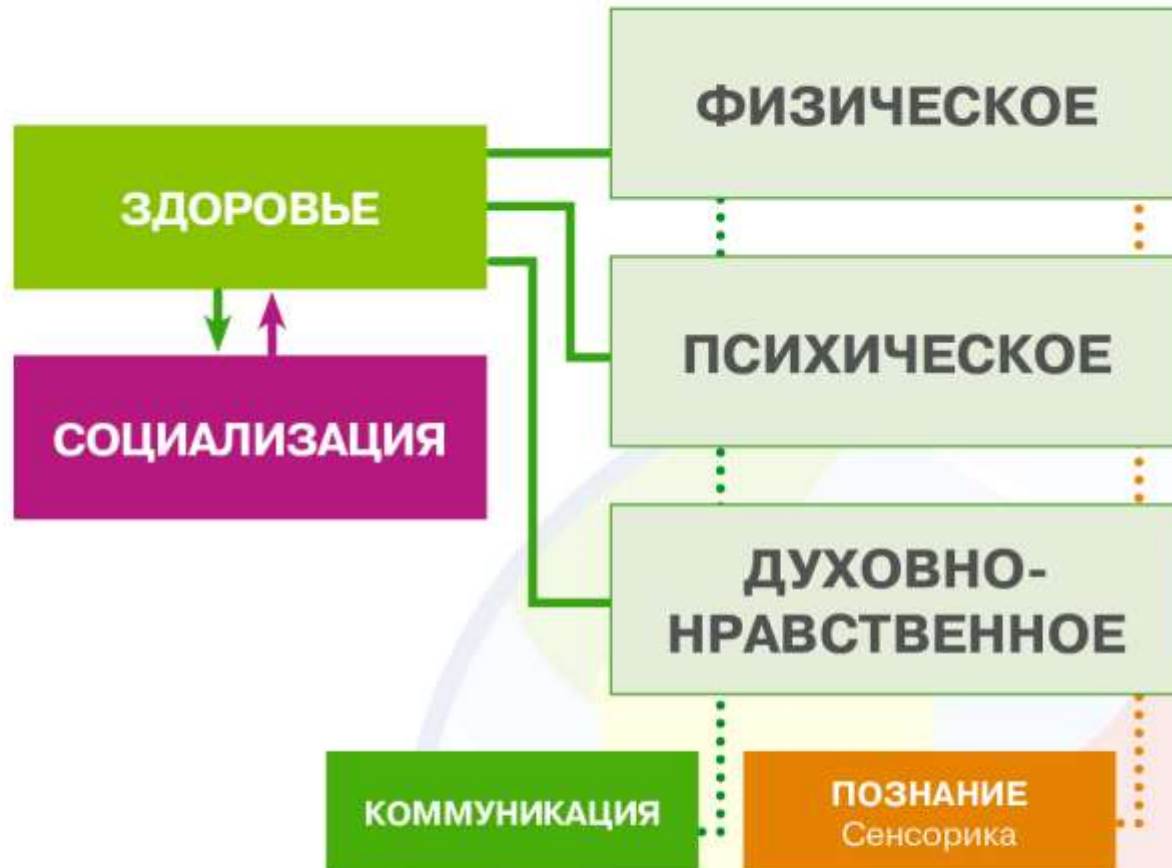 ФИЗИЧЕСКОЕ
ЗДОРОВЬЕ
ПСИХИЧЕСКОЕ
СОЦИАЛИЗАЦИЯ
ДУХОВНО-
НРАВСТВЕННОЕ
КОММУНИКАЦИЯ
ПОЗНАНИЕ
Сенсорика